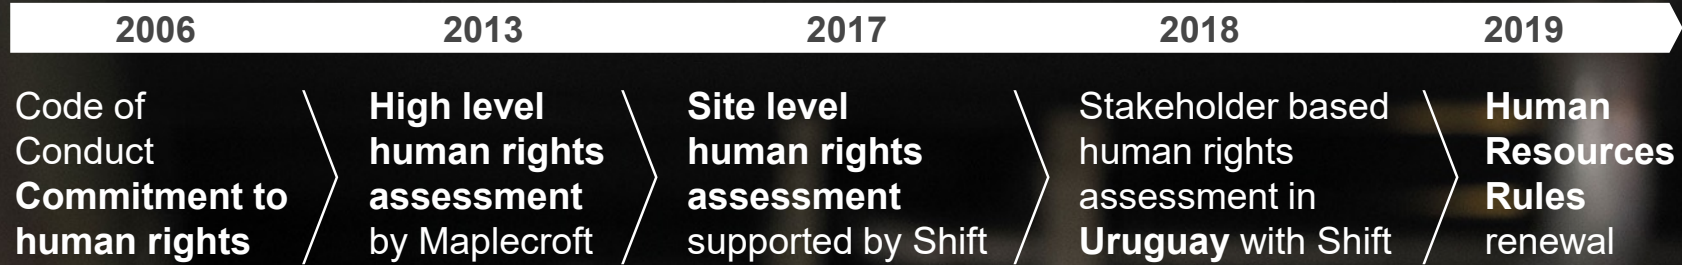 2006 2013 2017 2018 2019
Code of
Conduct
Commitment to
human rights
High level
human rights
assessment
by Maplecroft
Site level
human rights
assessment
supported by Shift
Stakeholder based
human rights
assessment in
Uruguay with Shift
Human
Resources
Rules
renewal